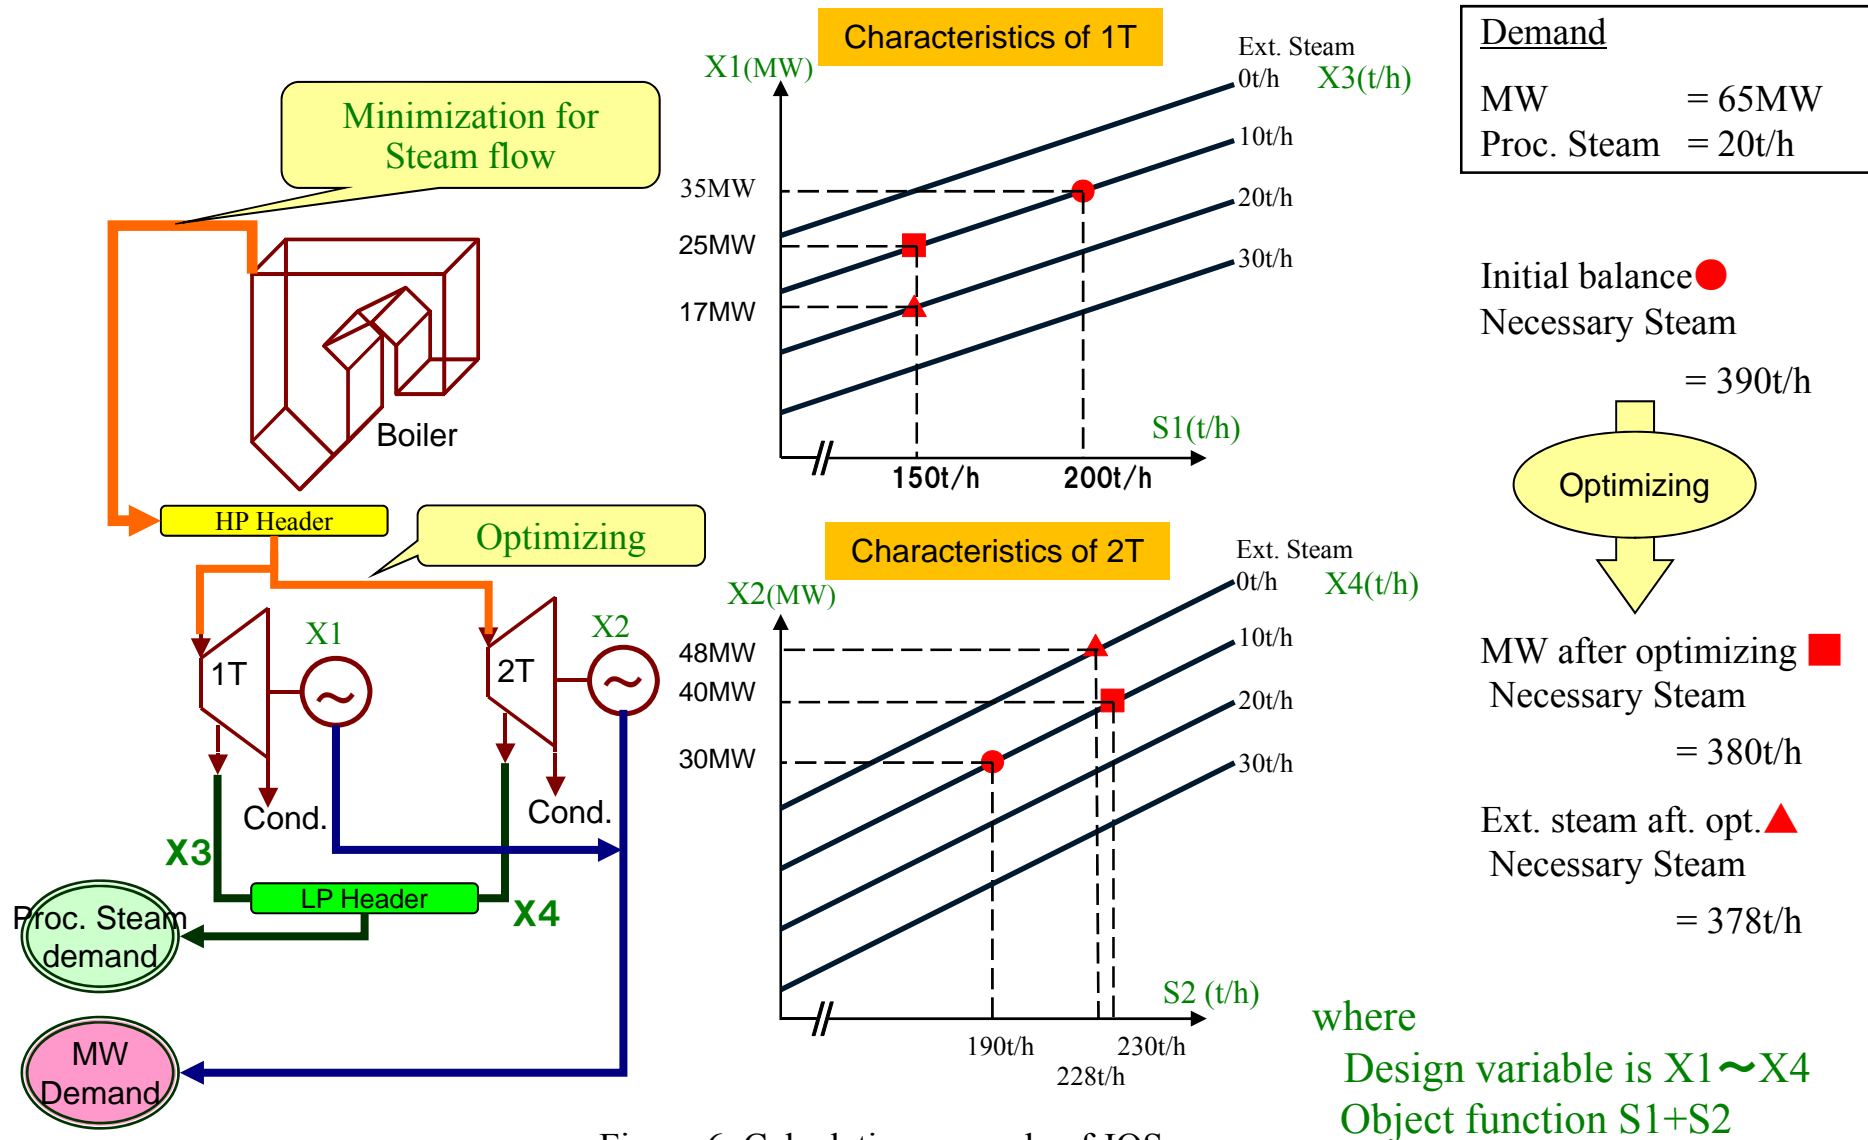 Minimization for
Steam flow
Boiler
HP Header
Optimizing
1T
X1
2T
X2
Cond.
Cond.
X3
LP Header
X4
Proc. Steam
demand
MW
Demand
Characteristics of 1T
X1(MW)
Ext. Steam
0t/h
X3(t/h)
10t/h
20t/h
30t/h
35MW
25MW
17MW
S1(t/h)
150t/h
200t/h
Characteristics of 2T
X2(MW)
Ext. Steam
0t/h
X4(t/h)
10t/h
20t/h
30t/h
48MW
40MW
30MW
S2 (t/h)
190t/h
230t/h
228t/h
Demand
MW = 65MW
Proc. Steam = 20t/h
Initial balance
Necessary Steam
= 390t/h
Optimizing
MW after optimizing
Necessary Steam
= 380t/h
Ext. steam aft. opt.
Necessary Steam
= 378t/h
where
Design variable is X1～X4
Object function S1+S2